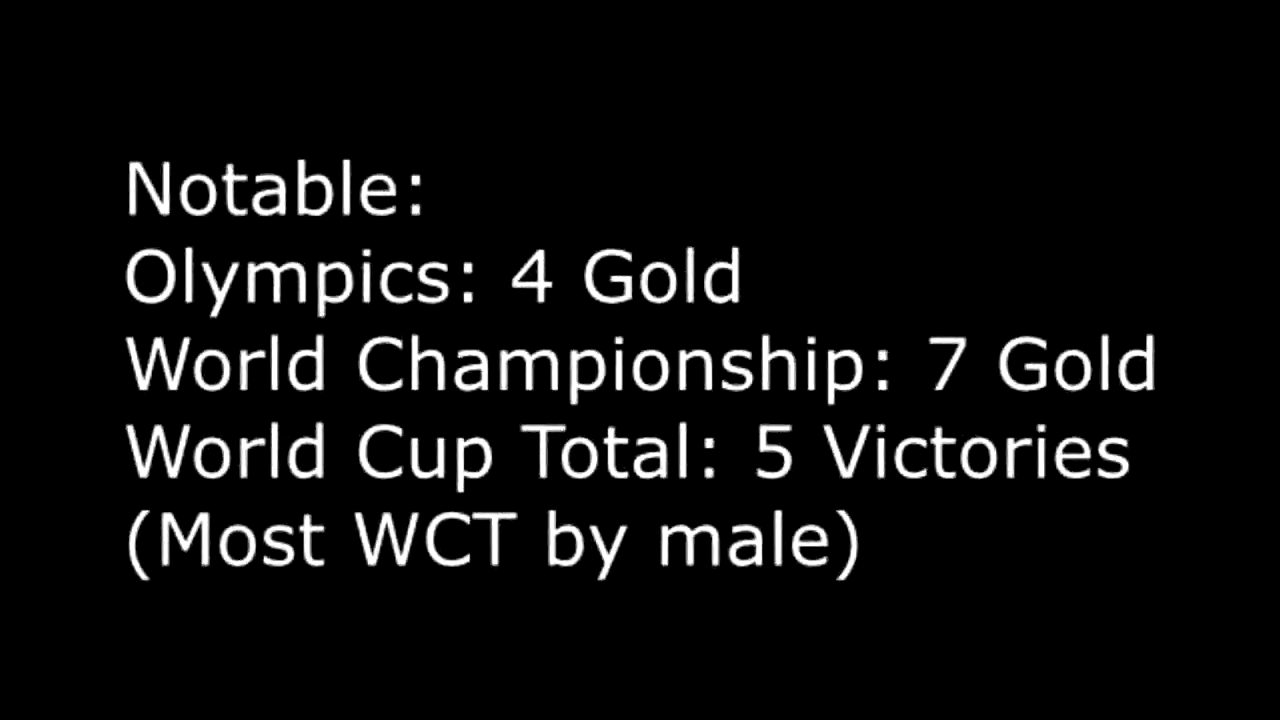 Notable:
Olympics: 4 Gold
World Championship: 7 Gold
World Cup Total: 5 Victories
(Most WCT by male)